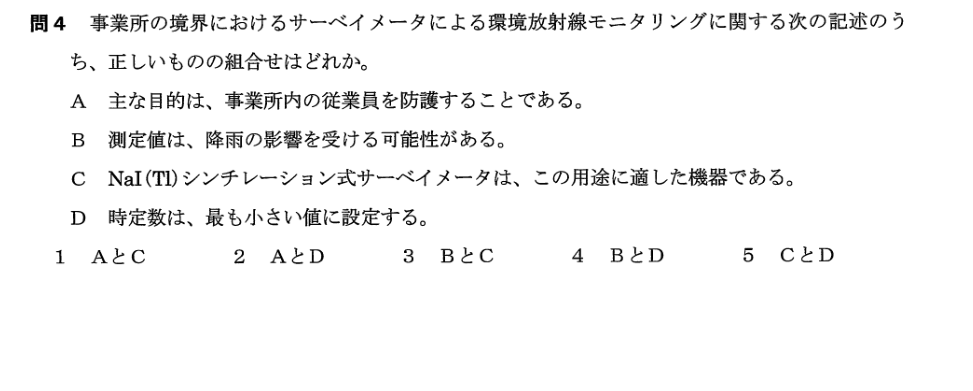 問4 事業所の境界におけるサーベイメータによる環境放射線モニタリングに関する次の記述のう
ち、正しいものの組合せはどれか。
A 主な目的は、事業所内の従業員を防護することである。
B 測定値は、降雨の影響を受ける可能性がある。
C NaI(Tl)シンチレーション式サーベイメータは、この用途に適した機器である。
D 時定数は、最も小さい値に設定する。
1 AとC 2 AとD 3 BとC 4 BとD 5 CとD